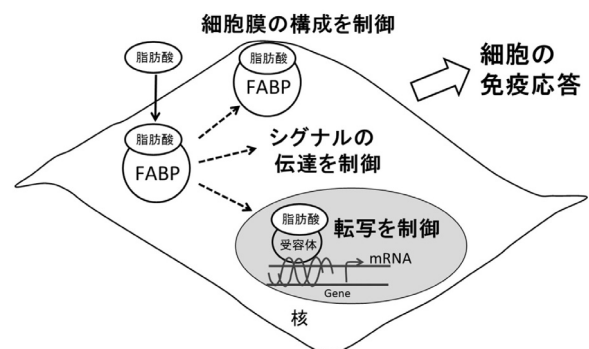 細胞膜の構成を制御
脂肪酸
脂肪酸
FABP
細胞の
免疫応答
脂肪酸
FABP
シグナルの
伝達を制御
脂肪酸
受容体
転写を制御
mRNA
Gene
核